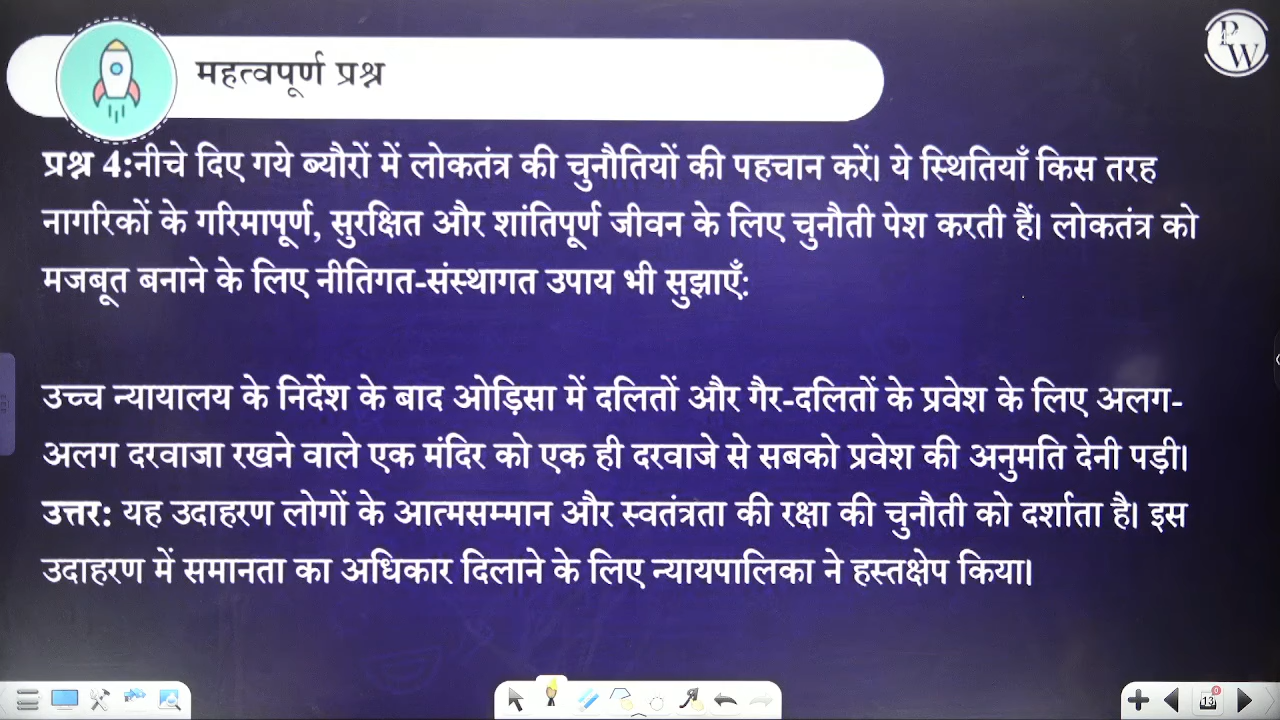 महत्वपूर्ण प्रश्न
PW
प्रश्न 4:नीचे दिए गये ब्यौरों में लोकतंत्र की चुनौतियों की पहचान करें। ये स्थितियाँ किस तरह
नागरिकों के गरिमापूर्ण, सुरक्षित और शांतिपूर्ण जीवन के लिए चुनौती पेश करती हैं। लोकतंत्र को
मजबूत बनाने के लिए नीतिगत-संस्थागत उपाय भी सुझाएँ:
उच्च न्यायालय के निर्देश के बाद ओड़िसा में दलितों और गैर-दलितों के प्रवेश के लिए अलग-
अलग दरवाजा रखने वाले एक मंदिर को एक ही दरवाजे से सबको प्रवेश की अनुमति देनी पड़ी।
उत्तर: यह उदाहरण लोगों के आत्मसम्मान और स्वतंत्रता की रक्षा की चुनौती को दर्शाता है। इस
उदाहरण में समानता का अधिकार दिलाने के लिए न्यायपालिका ने हस्तक्षेप किया।
13